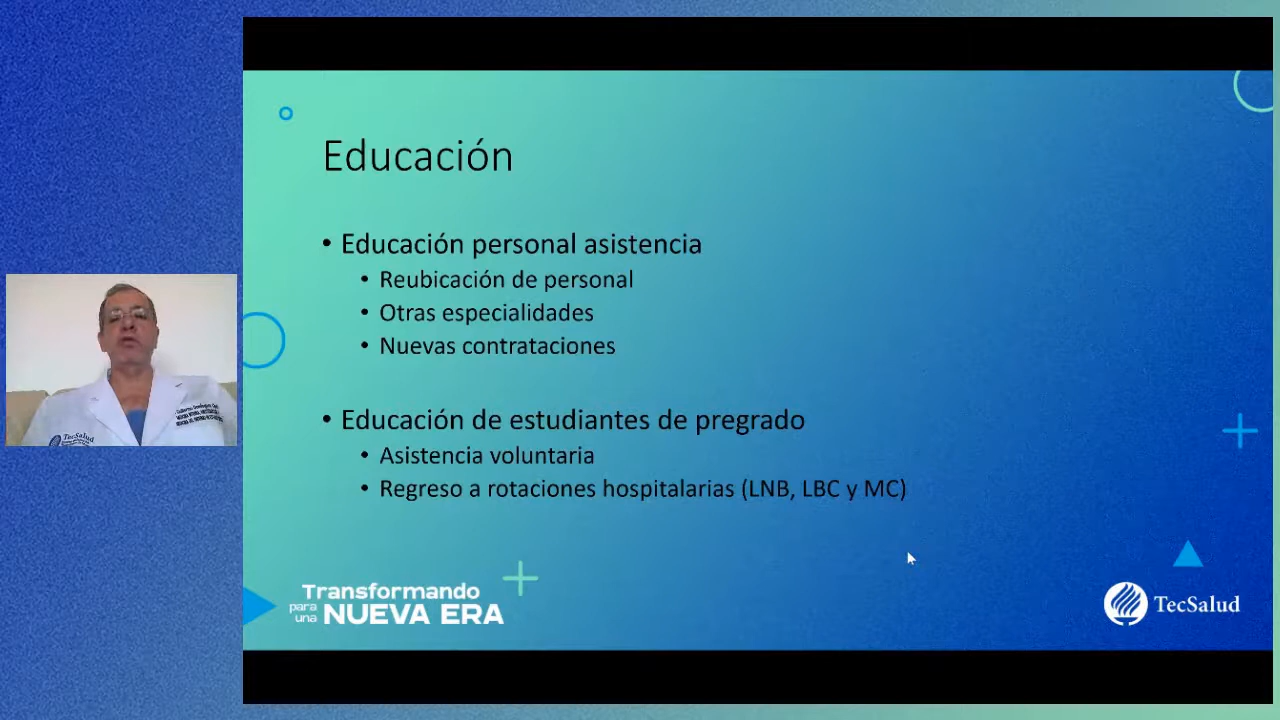 Educación
• Educación personal asistencia
• Reubicación de personal
• Otras especialidades
• Nuevas contrataciones
• Educación de estudiantes de pregrado
• Asistencia voluntaria
• Regreso a rotaciones hospitalarias (LNB, LBC y MC)
Transformando
para una NUEVA ERA
TecSalud
TecSalud